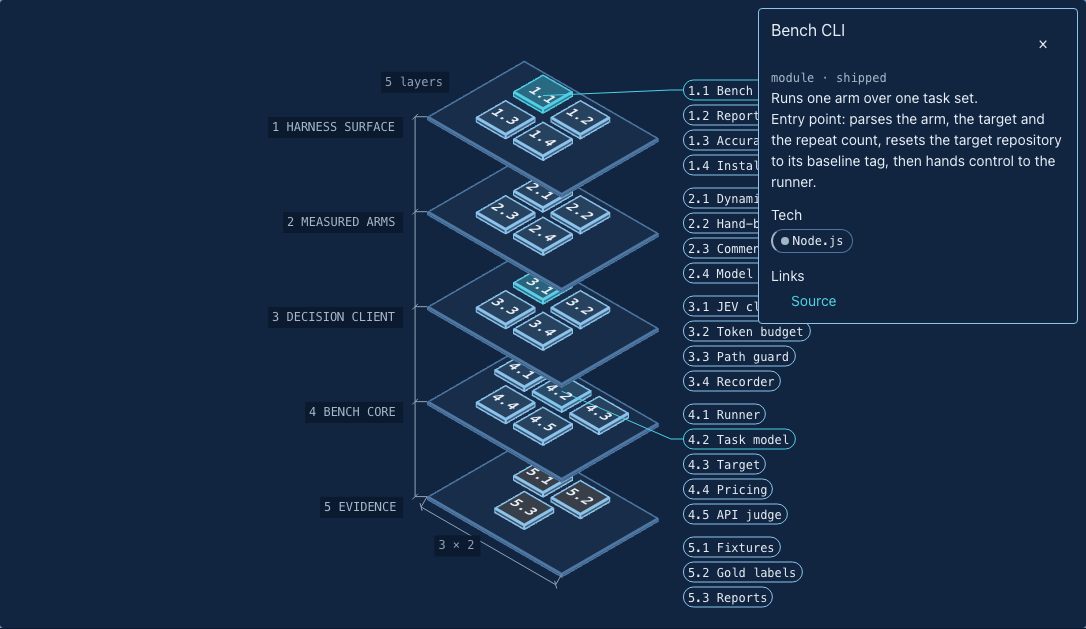 5 layers
1 HARNESS SURFACE
2 MEASURED ARMS
3 DECISION CLIENT
4 BENCH CORE
5 EVIDENCE
3 × 2
1.1
1.2
1.3
1.4
2.1
2.2
2.3
2.4
3.1
3.2
3.3
3.4
4.1
4.2
4.3
4.4
4.5
5.1
5.2
5.3
1.1 Bench
1.2 Report
1.3 Accura
1.4 Instal
2.1 Dynami
2.2 Hand-b
2.3 Commen
2.4 Model
3.1 JEV cl
3.2 Token budget
3.3 Path guard
3.4 Recorder
4.1 Runner
4.2 Task model
4.3 Target
4.4 Pricing
4.5 API judge
5.1 Fixtures
5.2 Gold labels
5.3 Reports
Bench CLI
×
module · shipped
Runs one arm over one task set.
Entry point: parses the arm, the target and
the repeat count, resets the target repository
to its baseline tag, then hands control to the
runner.
Tech
Node.js
Links
Source